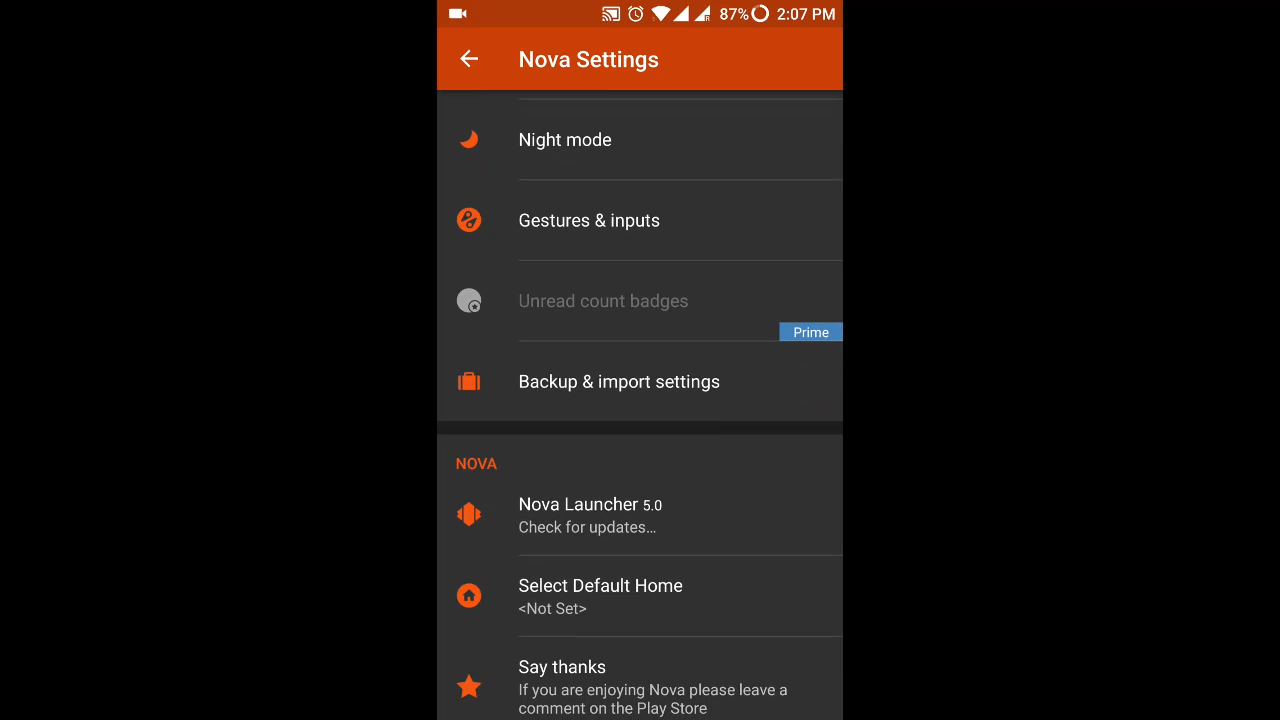 87% 2:07 PM
Nova Settings
Night mode
Gestures & inputs
Unread count badges
Prime
Backup & import settings
NOVA
Nova Launcher 5.0
Check for updates...
Select Default Home
<Not Set>
Say thanks
If you are enjoying Nova please leave a
comment on the Play Store